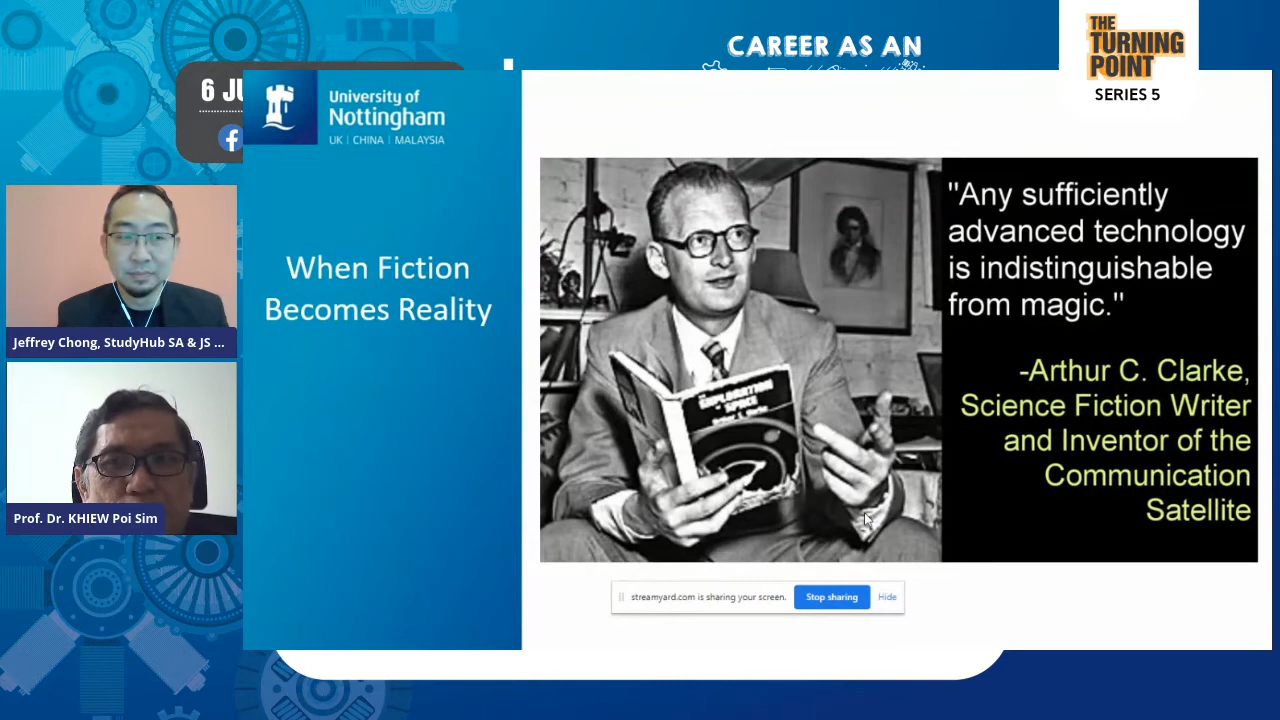 CAREER AS AN
THE
TURNING
POINT
SERIES 5
6 JU
University of
Nottingham
UK | CHINA | MALAYSIA
When Fiction
Becomes Reality
"Any sufficiently
advanced technology
is indistinguishable
from magic."
-Arthur C. Clarke,
Science Fiction Writer
and Inventor of the
Communication
Satellite
EXPLORATION
SPACE
Jeffrey Chong, StudyHub SA & JS ...
Prof. Dr. KHIEW Poi Sim
streamyard.com is sharing your screen.
Stop sharing
Hide